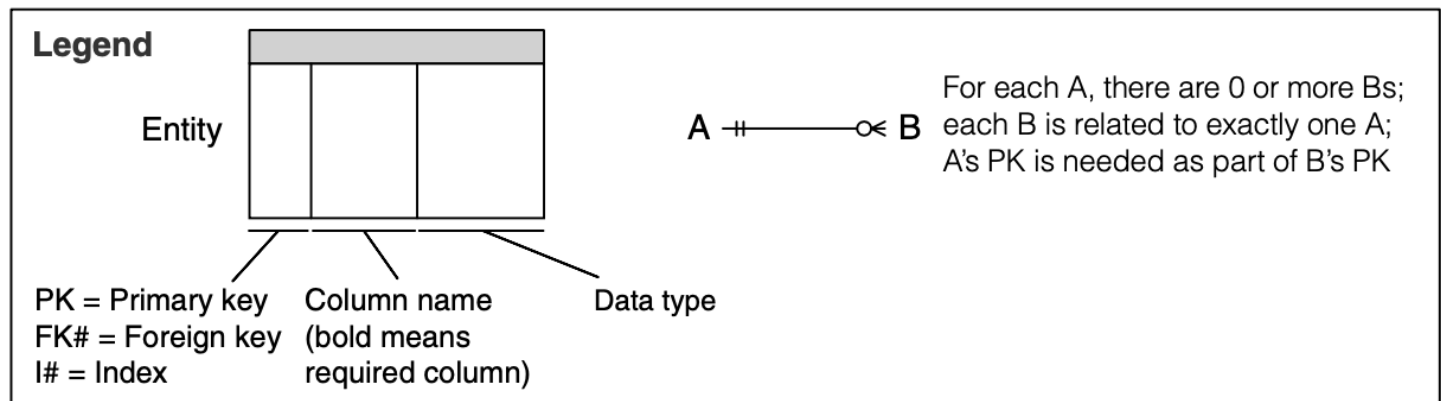 Legend
Entity
PK = Primary key
FK# = Foreign key
I# = Index
Column name
(bold means
required column)
Data type
A
B
For each A, there are 0 or more Bs;
each B is related to exactly one A;
A’s PK is needed as part of B’s PK